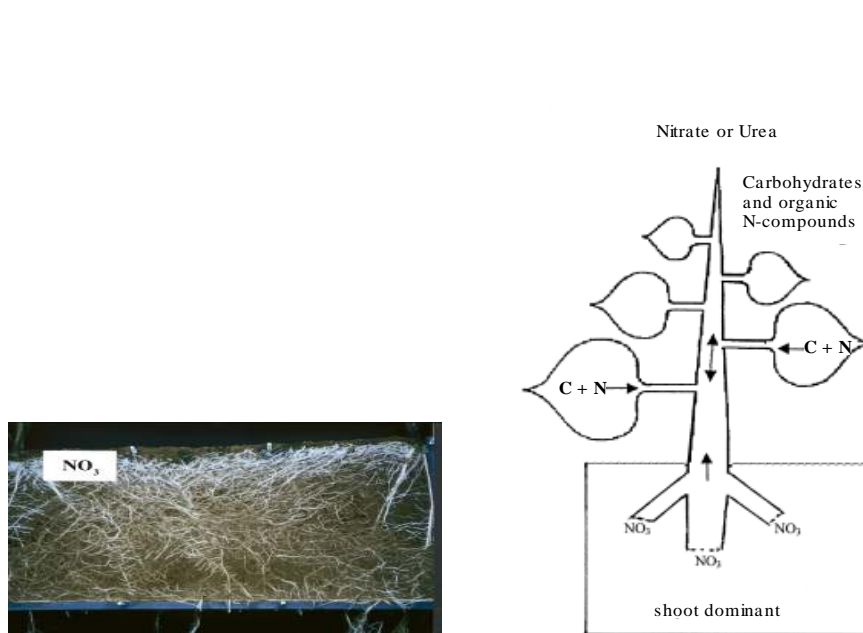 Nitrate or Urea
Carbohydrates
and organic
N-compounds
C + N
C + N
NO3
NO3
NO3
NO3
shoot dominant